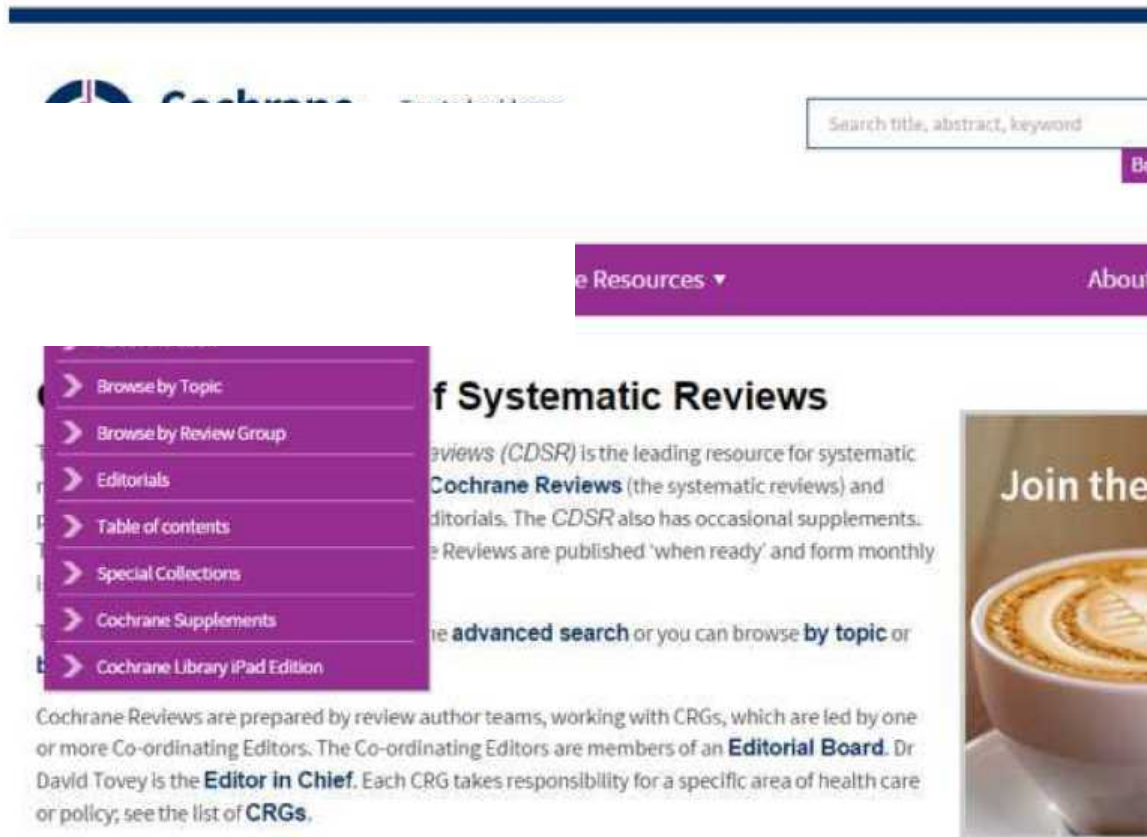 Cochrane
Search title, abstract, keyword
e Resources ▼
About
Browse by Topic
Browse by Review Group
Editorials
Table of contents
Special Collections
Cochrane Supplements
Cochrane Library iPad Edition
f Systematic Reviews
eviews (CDSR) is the leading resource for systematic
Cochrane Reviews (the systematic reviews) and
ditorials. The CDSR also has occasional supplements.
e Reviews are published 'when ready' and form monthly
advanced search or you can browse by topic or
Cochrane Reviews are prepared by review author teams, working with CRGs, which are led by one
or more Co-ordinating Editors. The Co-ordinating Editors are members of an Editorial Board. Dr
David Tovey is the Editor in Chief. Each CRG takes responsibility for a specific area of health care
or policy; see the list of CRGs.
Join the